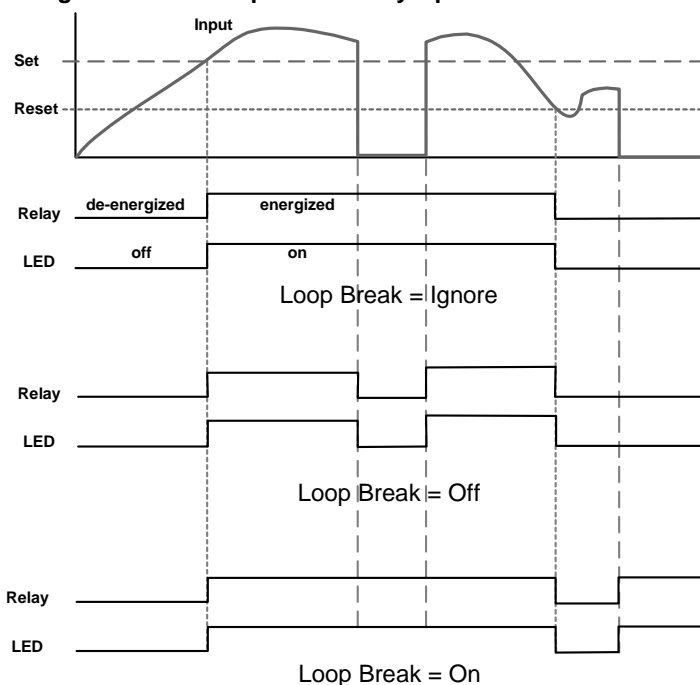 Input
Set
Reset
Relay de-energized energized
LED off on
Loop Break = Ignore
Relay
LED
Loop Break = Off
Relay
LED
Loop Break = On